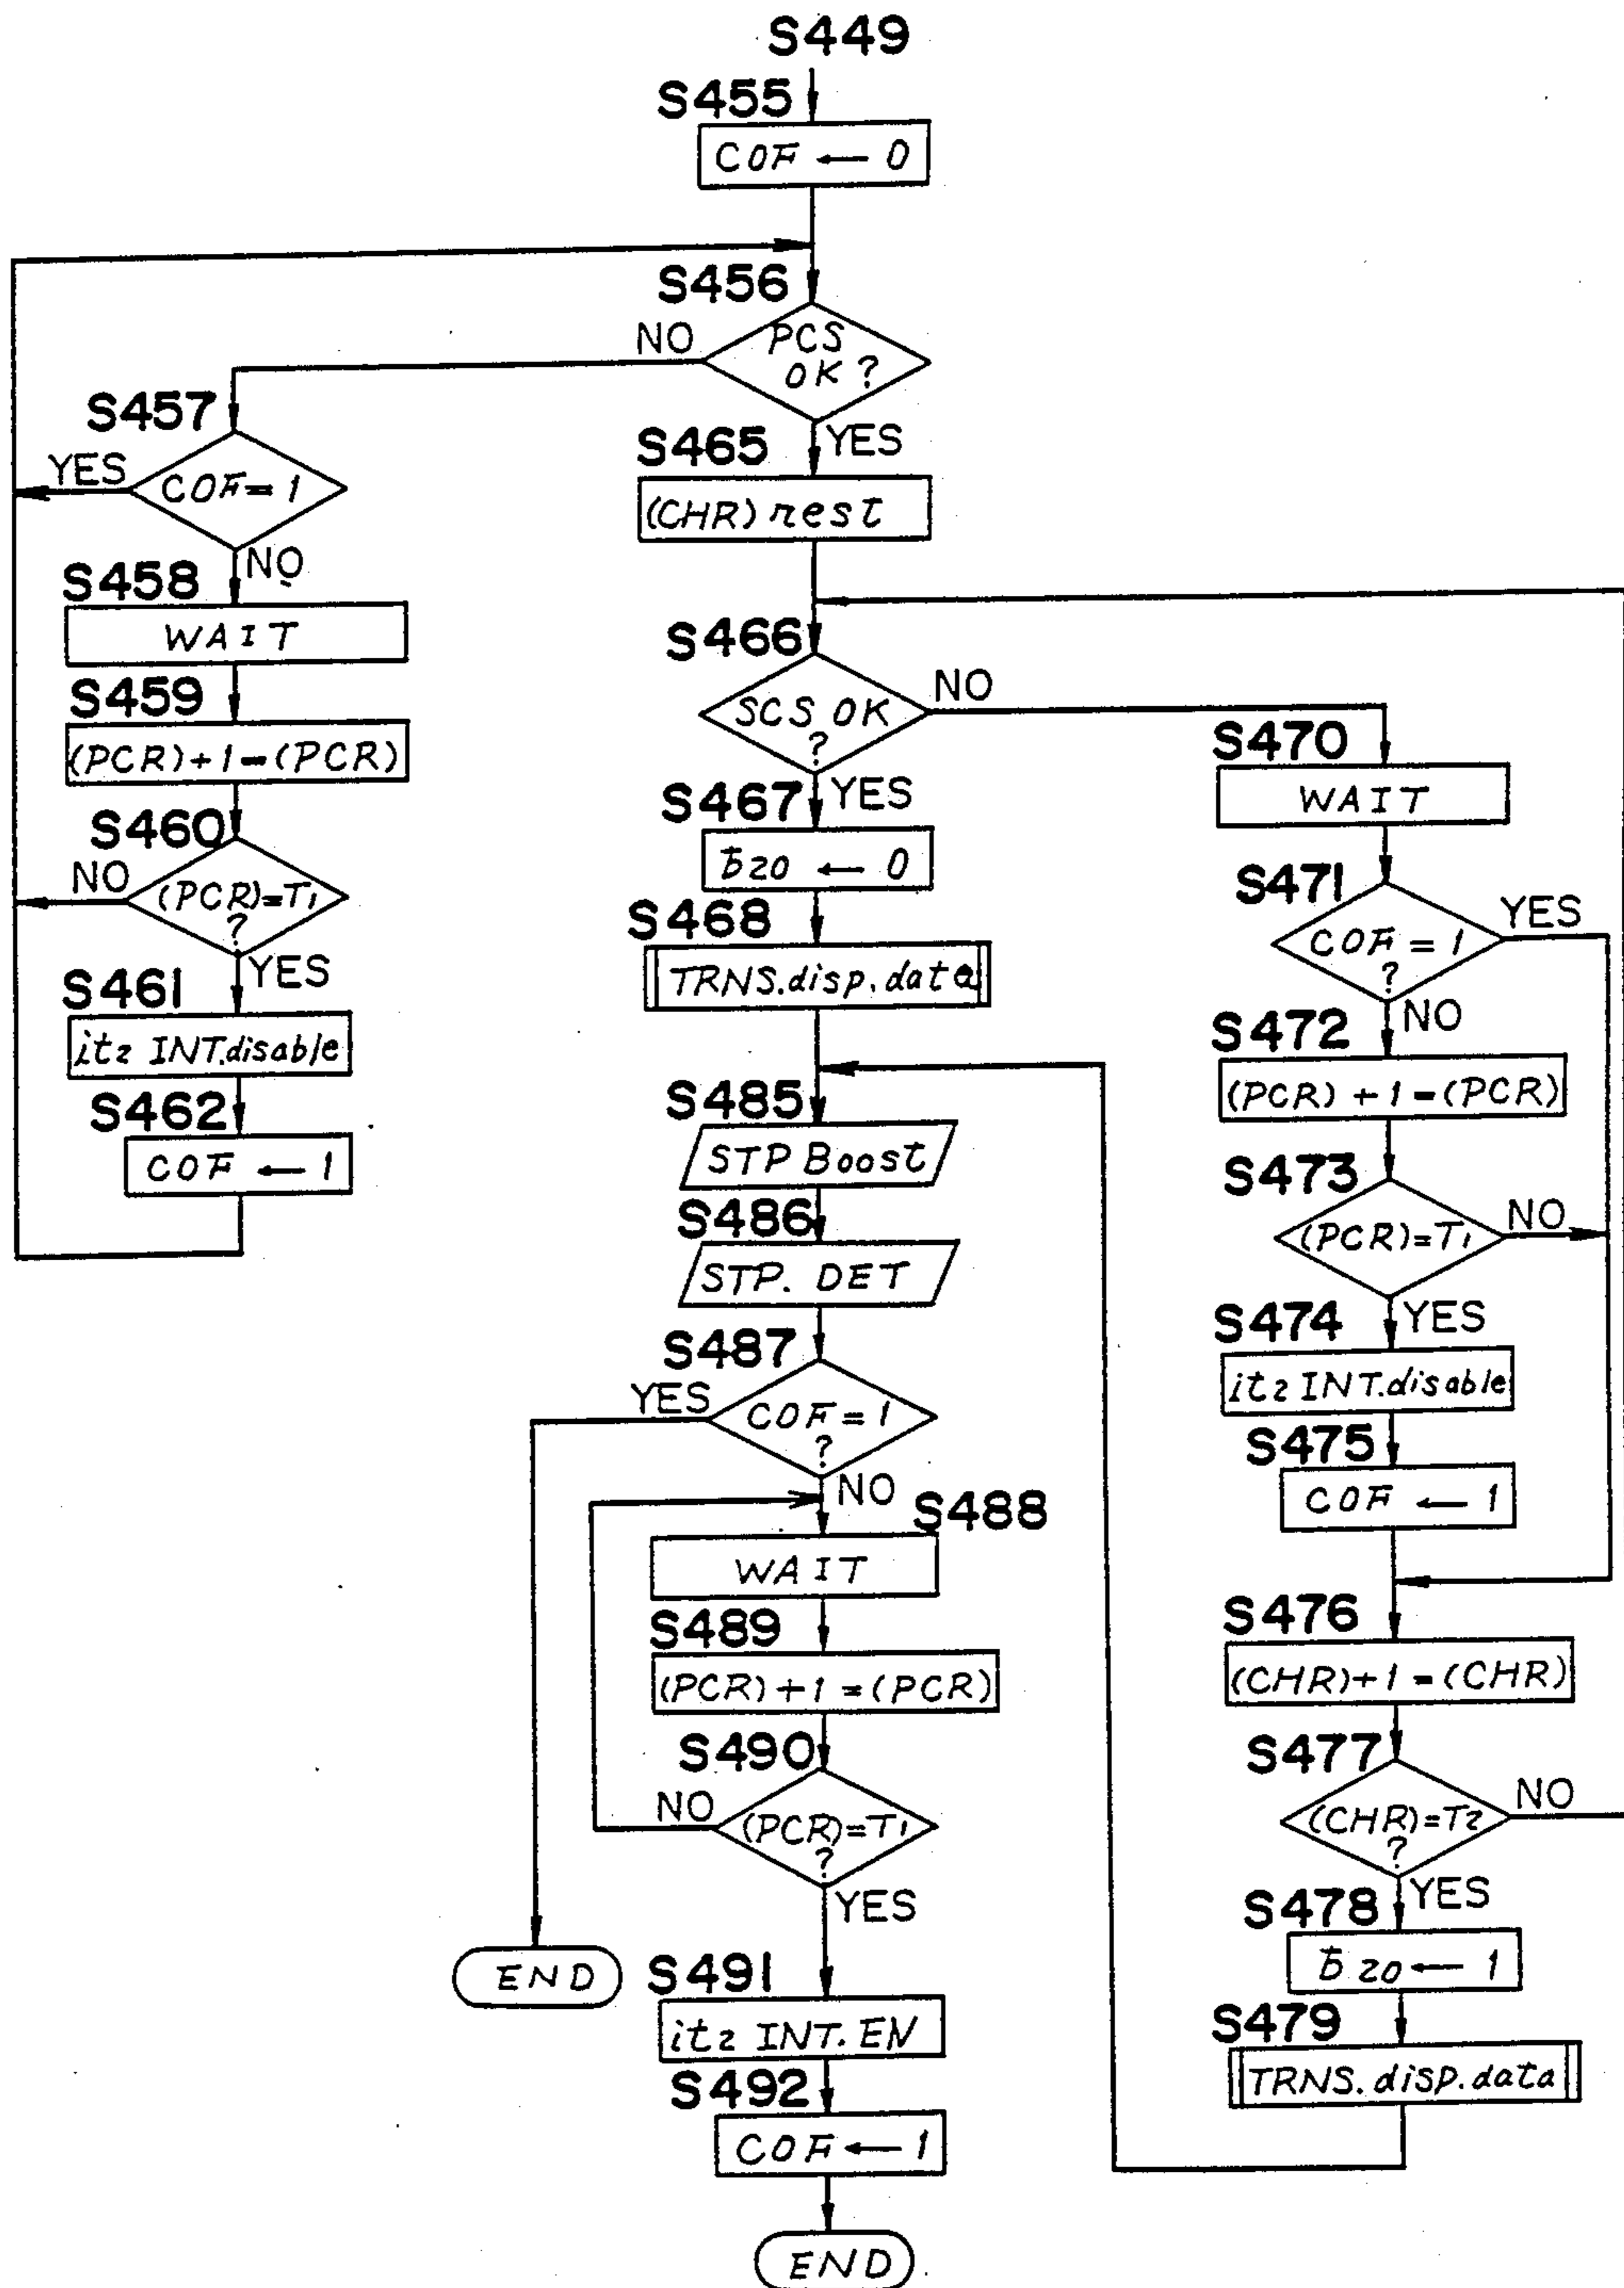 S449
S455
COF ← 0
S456
PCS
OK ?
NO
YES
S457
COF = 1
YES
NO
S458
WAIT
S459
(PCR)+1=(PCR)
S460
(PCR)=T1
?
NO
YES
S461
it2 INT.disable
S462
COF ← 1
S465
(CHR) rest
S466
SCS OK
?
NO
YES
S467
b20 ← 0
S468
TRNS.disp.data
S470
WAIT
S471
COF = 1
?
YES
NO
S472
(PCR) +1=(PCR)
S473
(PCR)=T1
NO
YES
S474
it2 INT.disable
S475
COF ← 1
S476
(CHR)+1=(CHR)
S477
(CHR)=T2
?
NO
YES
S478
b20 ← 1
S479
TRNS.disp.data
S485
STP Boost
S486
STP. DET
S487
COF = 1
?
YES
NO
END
S488
WAIT
S489
(PCR)+1=(PCR)
S490
(PCR)=T1
?
NO
YES
S491
it2 INT. EN
S492
COF ← 1
END